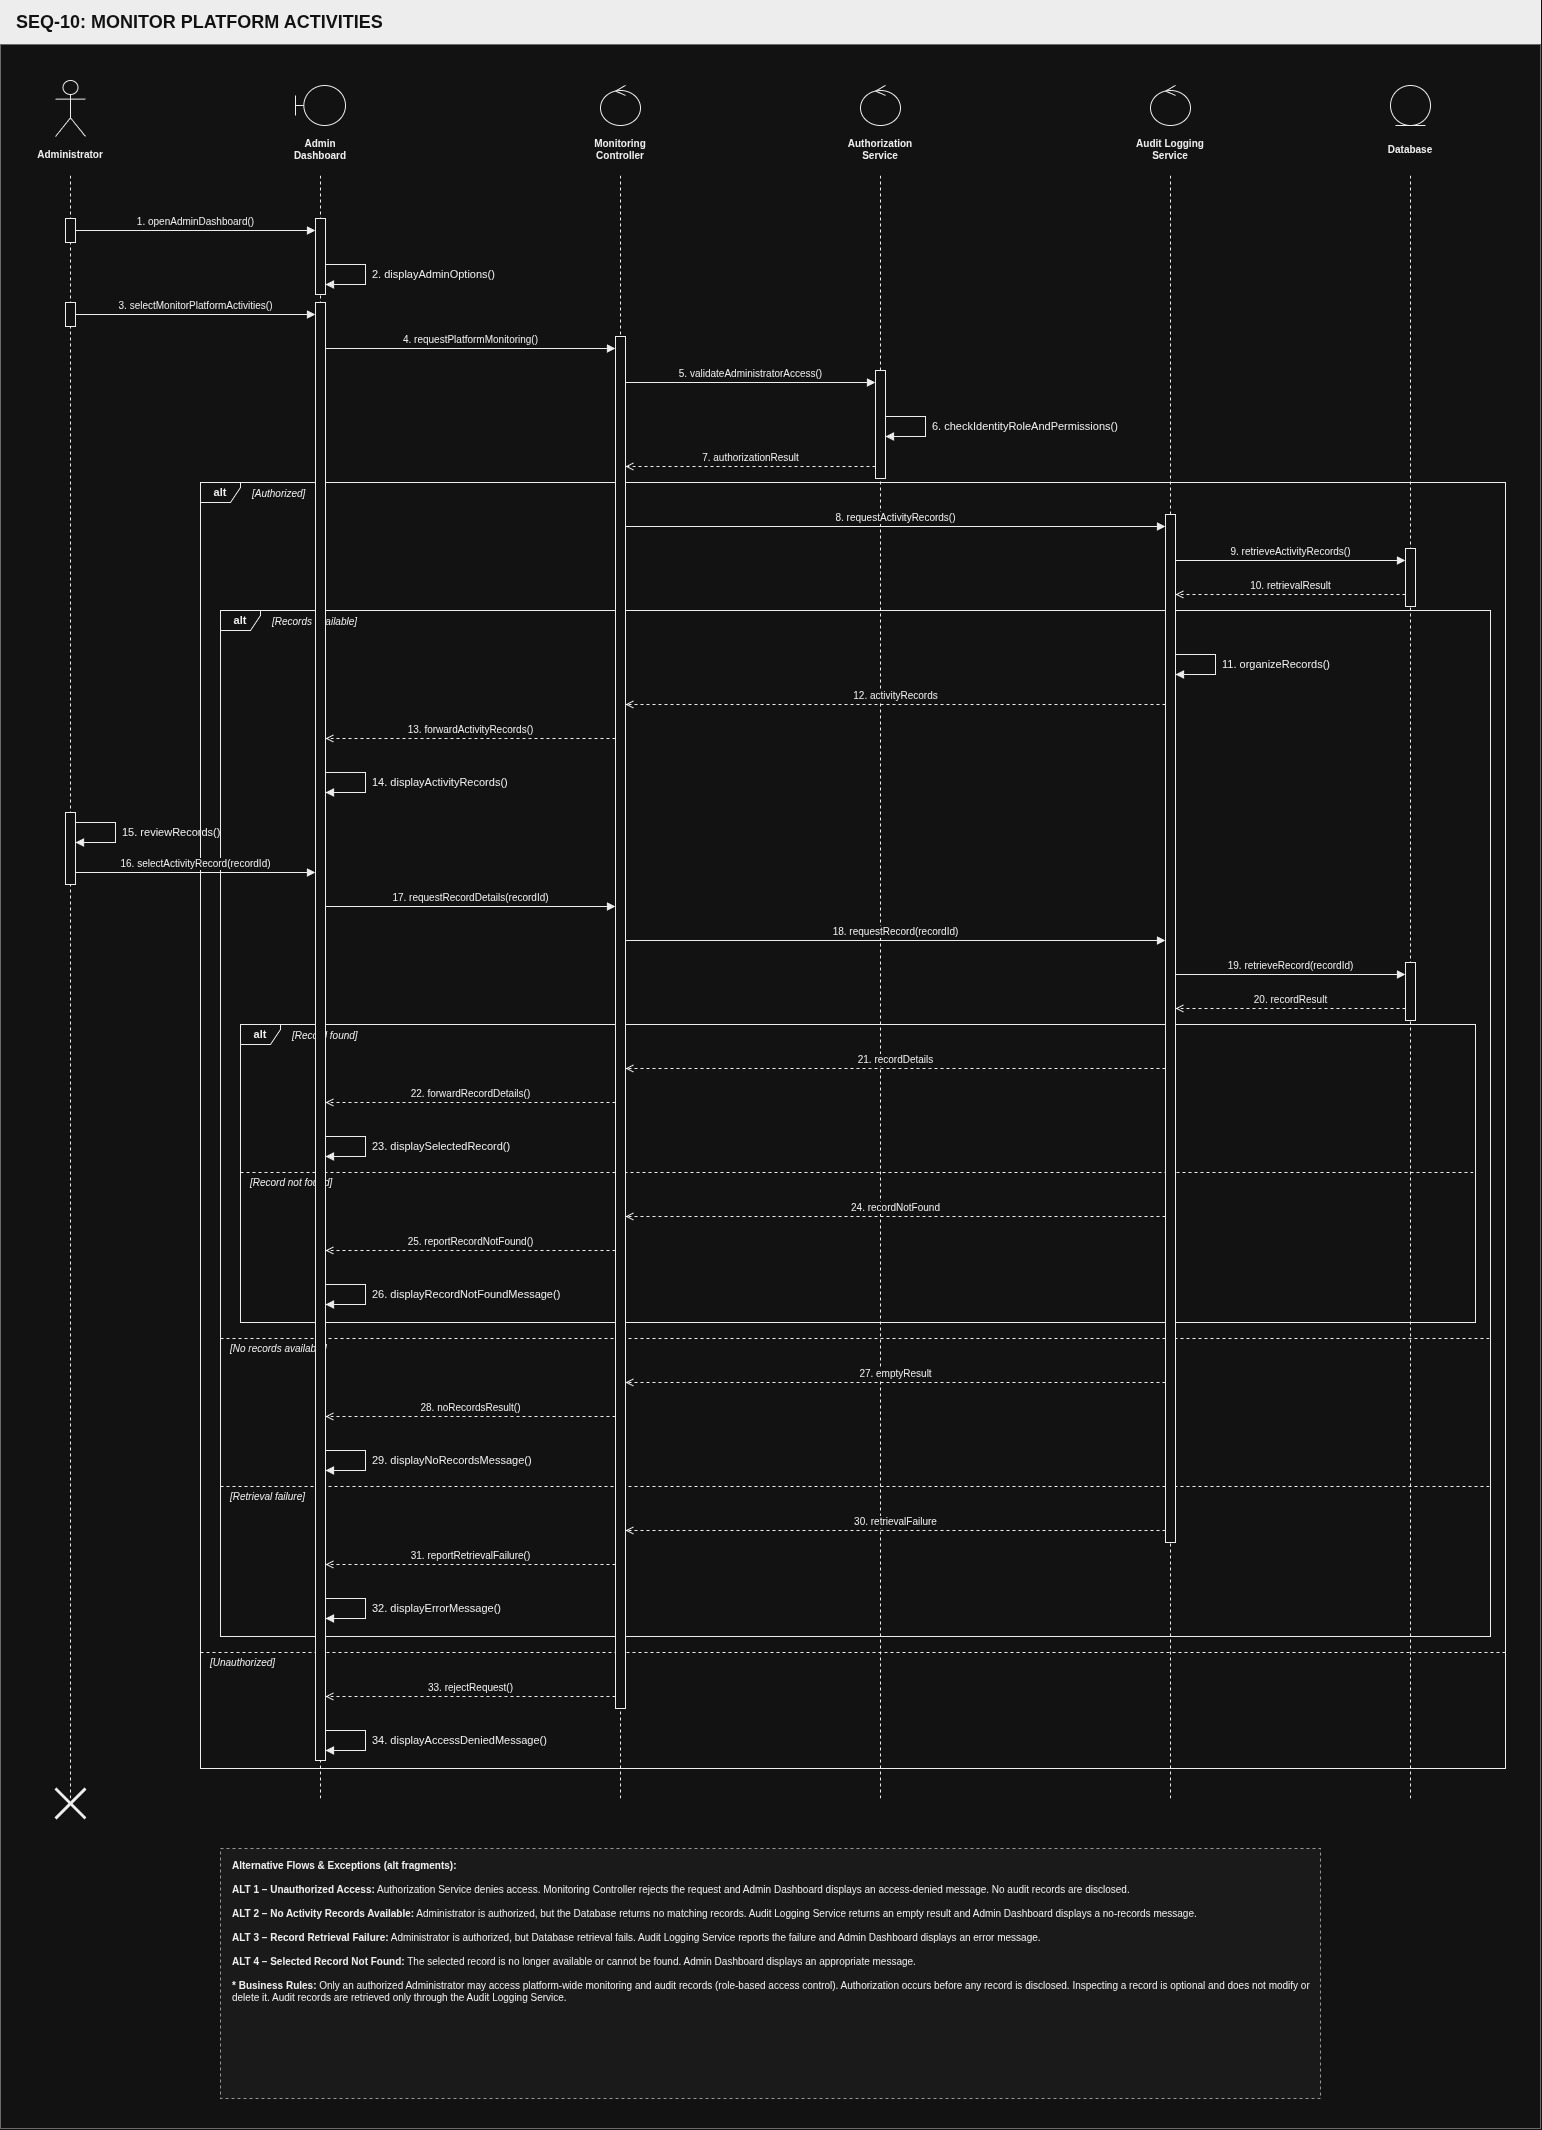 SEQ-10: MONITOR PLATFORM ACTIVITIES
Administrator
Admin
Dashboard
Monitoring
Controller
Authorization
Service
Audit Logging
Service
Database
1. openAdminDashboard()
2. displayAdminOptions()
3. selectMonitorPlatformActivities()
4. requestPlatformMonitoring()
5. validateAdministratorAccess()
6. checkIdentityRoleAndPermissions()
7. authorizationResult
alt [Authorized]
8. requestActivityRecords()
9. retrieveActivityRecords()
10. retrievalResult
alt [Records ailable]
11. organizeRecords()
12. activityRecords
13. forwardActivityRecords()
14. displayActivityRecords()
15. reviewRecords()
16. selectActivityRecord(recordId)
17. requestRecordDetails(recordId)
18. requestRecord(recordId)
19. retrieveRecord(recordId)
20. recordResult
alt [Record found]
21. recordDetails
22. forwardRecordDetails()
23. displaySelectedRecord()
[Record not found]
24. recordNotFound
25. reportRecordNotFound()
26. displayRecordNotFoundMessage()
[No records available]
27. emptyResult
28. noRecordsResult()
29. displayNoRecordsMessage()
[Retrieval failure]
30. retrievalFailure
31. reportRetrievalFailure()
32. displayErrorMessage()
[Unauthorized]
33. rejectRequest()
34. displayAccessDeniedMessage()
Alternative Flows & Exceptions (alt fragments):
ALT 1 – Unauthorized Access: Authorization Service denies access. Monitoring Controller rejects the request and Admin Dashboard displays an access-denied message. No audit records are disclosed.
ALT 2 – No Activity Records Available: Administrator is authorized, but the Database returns no matching records. Audit Logging Service returns an empty result and Admin Dashboard displays a no-records message.
ALT 3 – Record Retrieval Failure: Administrator is authorized, but Database retrieval fails. Audit Logging Service reports the failure and Admin Dashboard displays an error message.
ALT 4 – Selected Record Not Found: The selected record is no longer available or cannot be found. Admin Dashboard displays an appropriate message.
* Business Rules: Only an authorized Administrator may access platform-wide monitoring and audit records (role-based access control). Authorization occurs before any record is disclosed. Inspecting a record is optional and does not modify or
delete it. Audit records are retrieved only through the Audit Logging Service.